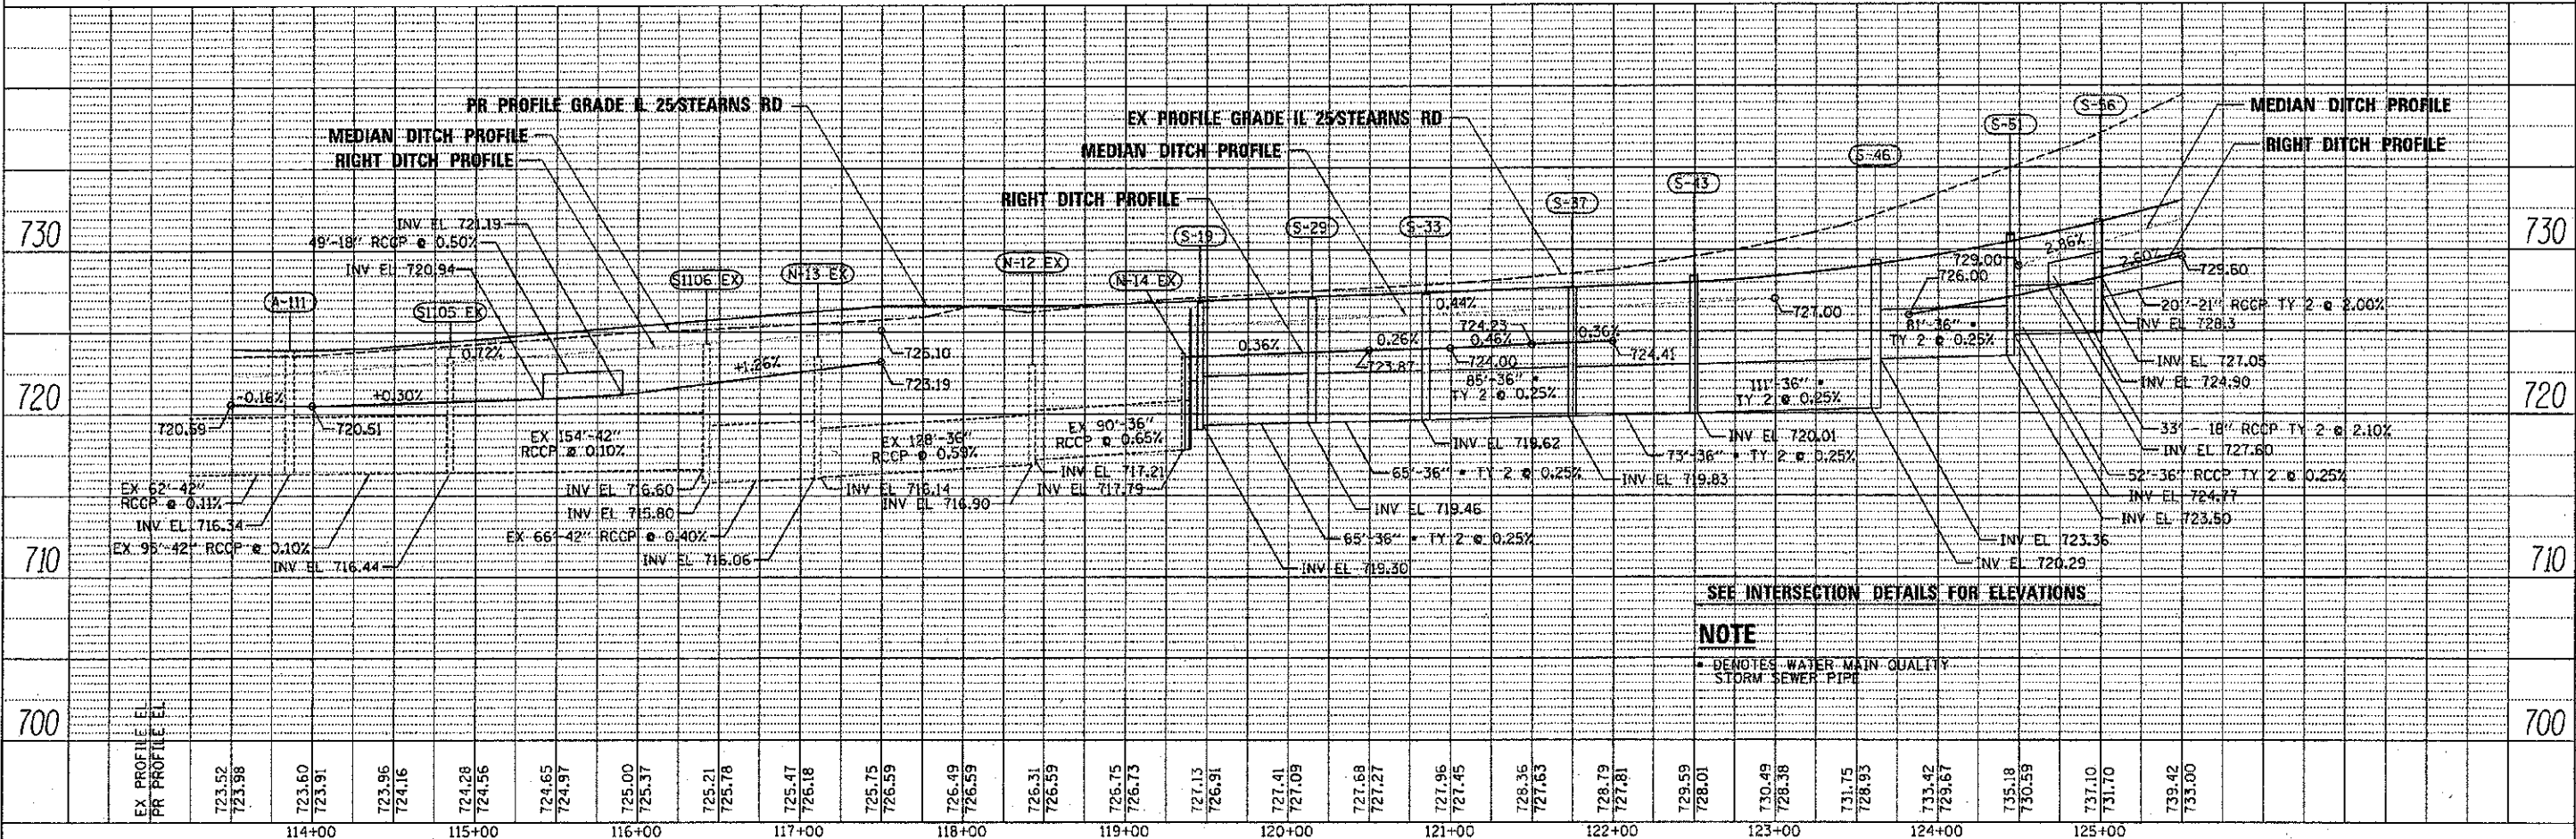 PR PROFILE GRADE IL 25/STEARNS RD
MEDIAN DITCH PROFILE
RIGHT DITCH PROFILE
INV EL 721.19
49'-18" RCCP @ 0.50%
INV EL 720.94
A-111
S1105 EX
S1106 EX
N-13 EX
N-12 EX
N-14 EX
EX PROFILE GRADE IL 25/STEARNS RD
MEDIAN DITCH PROFILE
RIGHT DITCH PROFILE
S-19
S-29
S-33
S-37
S-43
S-46
S-51
S-56
MEDIAN DITCH PROFILE
RIGHT DITCH PROFILE
730
730
720
720
710
710
700
700
0.72%
-0.16%
+0.30%
+1.26%
720.59
720.51
725.10
723.19
0.36%
0.26%
0.44%
724.23
0.46%
0.36%
723.87
724.00
724.41
727.00
729.00
726.00
2.86%
2.60%
729.60
EX 62'-42"
RCCP @ 0.11%
INV EL 716.34
EX 95'-42" RCCP @ 0.10%
INV EL 716.44
EX 154'-42"
RCCP @ 0.10%
INV EL 716.60
INV EL 715.80
EX 66'-42" RCCP @ 0.40%
INV EL 716.06
INV EL 716.14
EX 128'-36"
RCCP @ 0.59%
INV EL 716.90
EX 90'-36"
RCCP @ 0.65%
INV EL 717.21
INV EL 717.79
85'-36" *
TY 2 @ 0.25%
INV EL 719.62
65'-36" * TY 2 @ 0.25%
INV EL 719.46
65'-36" * TY 2 @ 0.25%
INV EL 719.30
INV EL 720.01
73'-36" * TY 2 @ 0.25%
INV EL 719.83
111'-36" *
TY 2 @ 0.25%
81'-36" *
TY 2 @ 0.25%
20'-21" RCCP TY 2 @ 2.00%
INV EL 728.3
INV EL 727.05
INV EL 724.90
33' - 18" RCCP TY 2 @ 2.10%
INV EL 727.60
52'-36" RCCP TY 2 @ 0.25%
INV EL 724.77
INV EL 723.50
INV EL 723.36
INV EL 720.29
SEE INTERSECTION DETAILS FOR ELEVATIONS
NOTE
* DENOTES WATER MAIN QUALITY
STORM SEWER PIPE
EX PROFILE EL
PR PROFILE EL
723.52
723.98
723.60
723.91
723.96
724.16
724.28
724.56
724.65
724.97
725.00
725.37
725.21
725.78
725.47
726.18
725.75
726.59
726.49
726.59
726.31
726.59
726.75
726.73
727.13
726.91
727.41
727.09
727.68
727.27
727.96
727.45
728.36
727.63
728.79
727.81
729.59
728.01
730.49
728.38
731.75
728.93
733.42
729.67
735.18
730.59
737.10
731.70
739.42
733.00
114+00
115+00
116+00
117+00
118+00
119+00
120+00
121+00
122+00
123+00
124+00
125+00